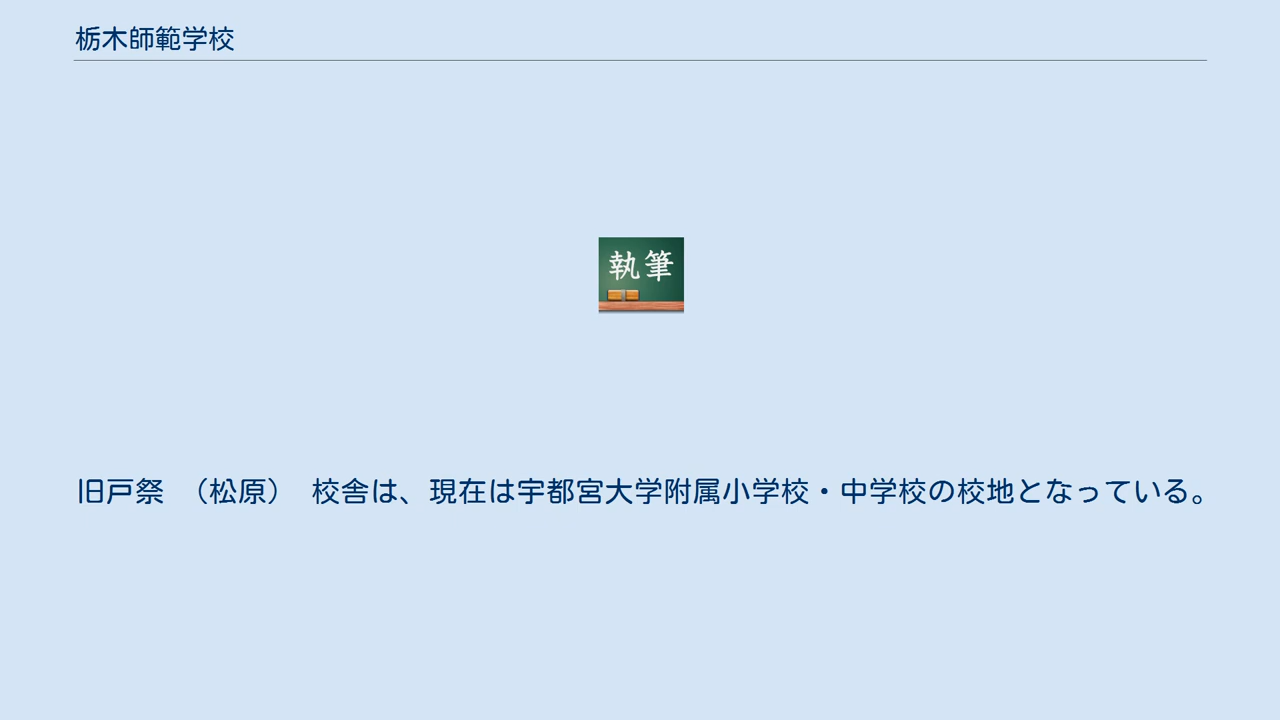 栃木師範学校
執筆
旧戸祭 （松原） 校舎は、現在は宇都宮大学附属小学校・中学校の校地となっている。